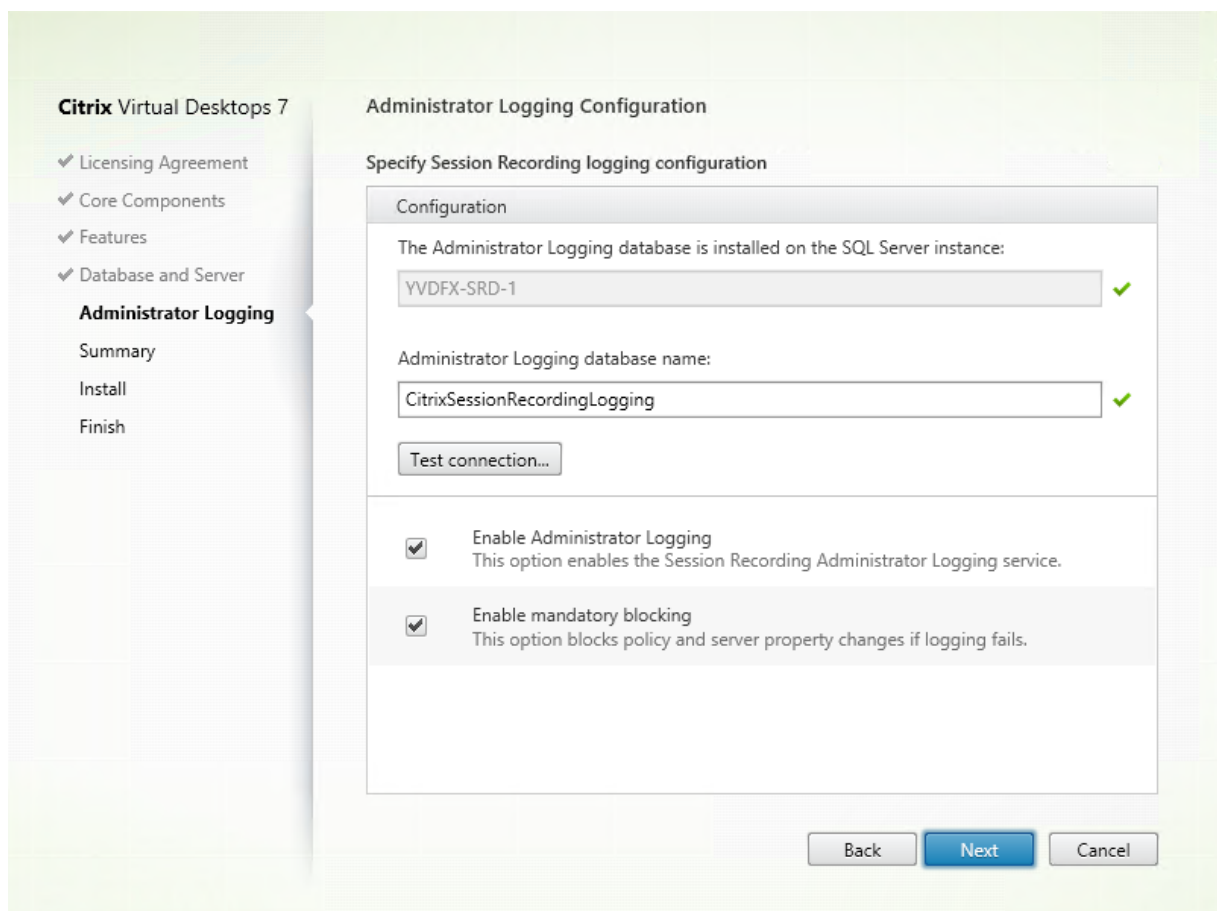 Citrix Virtual Desktops 7
Licensing Agreement
Core Components
Features
Database and Server
Administrator Logging
Summary
Install
Finish
Administrator Logging Configuration
Specify Session Recording logging configuration
Configuration
The Administrator Logging database is installed on the SQL Server instance:
YVDFX-SRD-1
Administrator Logging database name:
CitrixSessionRecordingLogging
Test connection...
Enable Administrator Logging
This option enables the Session Recording Administrator Logging service.
Enable mandatory blocking
This option blocks policy and server property changes if logging fails.
Back
Next
Cancel